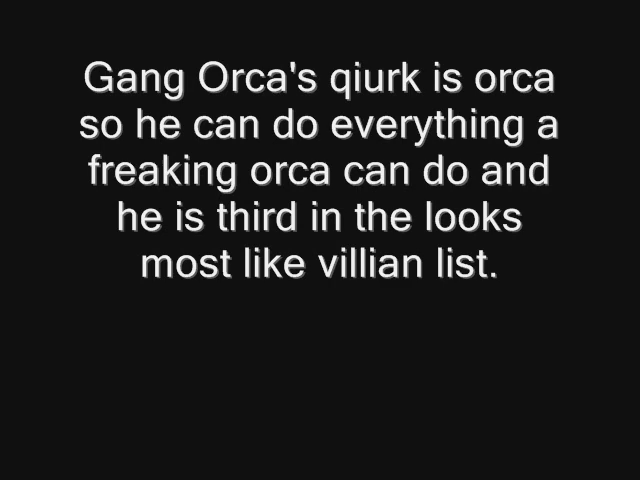 Gang Orca's qiurk is orca
so he can do everything a
freaking orca can do and
he is third in the looks
most like villian list.